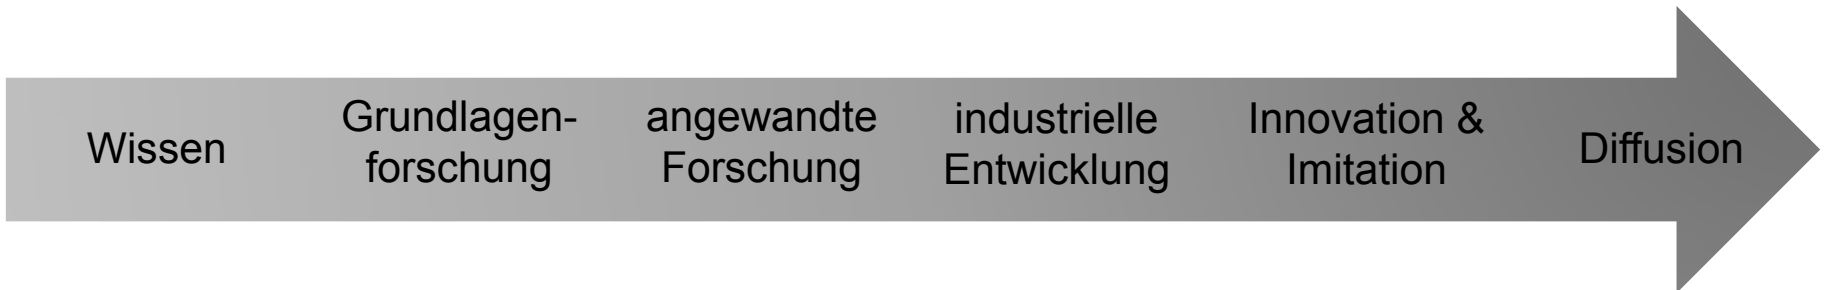 Wissen
Grundlagen-
forschung
angewandte
Forschung
industrielle
Entwicklung
Innovation &
Imitation
Diffusion